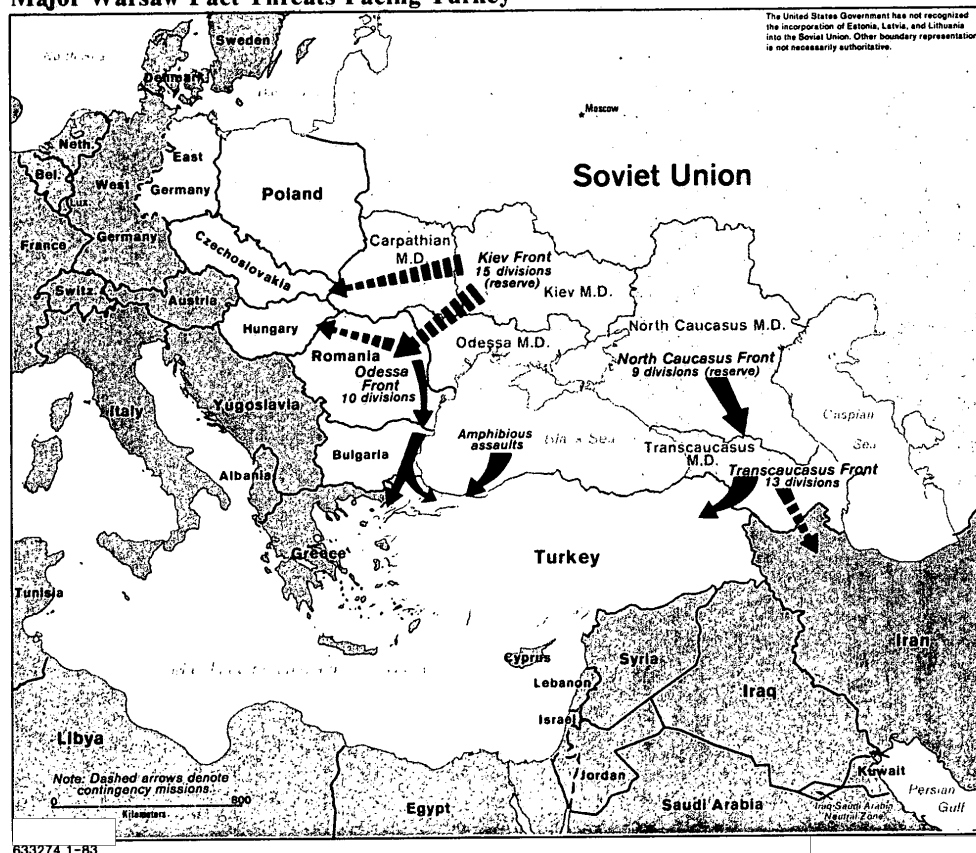 Major Warsaw Pact Threats Facing Turkey
The United States Government has not recognized
the incorporation of Estonia, Latvia, and Lithuania
into the Soviet Union. Other boundary representation
is not necessarily authoritative.
Sweden
North Sea
Denmark
Moscow
Neth.
East
Germany
Bel.
West
Germany
Lux.
Poland
Soviet Union
France
Czechoslovakia
Carpathian
M.D.
Kiev Front
15 divisions
(reserve)
Kiev M.D.
Switz.
Austria
Hungary
Romania
Odessa M.D.
North Caucasus M.D.
Odessa
Front
10 divisions
North Caucasus Front
9 divisions (reserve)
Italy
Yugoslavia
Caspian
Sea
Bulgaria
Amphibious
assaults
Black Sea
Transcaucasus
M.D.
Albania
Transcaucasus Front
13 divisions
Greece
Turkey
Tunisia
Iran
Cyprus
Syria
Lebanon
Iraq
Israel
Libya
Jordan
Kuwait
Note: Dashed arrows denote
contingency missions.
0 800
Kilometers
Egypt
Saudi Arabia
Iraq-Saudi Arabia
Neutral Zone
Persian
Gulf
633274 1-83